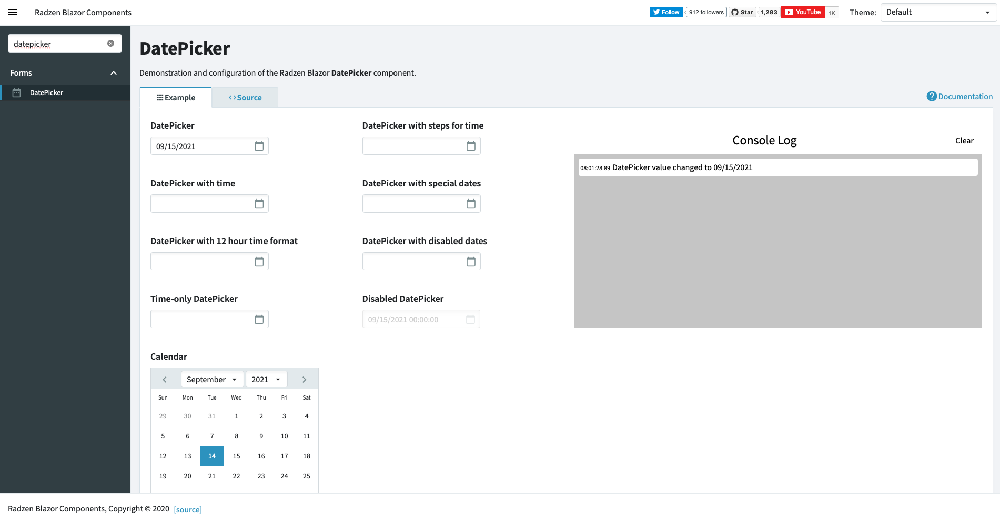 Radzen Blazor Components
Follow 912 followers Star 1,283 YouTube 1K Theme: Default
datepicker
Forms
DatePicker
DatePicker
Demonstration and configuration of the Radzen Blazor DatePicker component.
Example Source
Documentation
DatePicker
09/15/2021
DatePicker with steps for time
DatePicker with time
DatePicker with special dates
DatePicker with 12 hour time format
DatePicker with disabled dates
Time-only DatePicker
Disabled DatePicker
09/15/2021 00:00:00
Console Log Clear
08:01:28.89 DatePicker value changed to 09/15/2021
Calendar
September 2021
Sun Mon Tue Wed Thu Fri Sat
29 30 31 1 2 3 4
5 6 7 8 9 10 11
12 13 14 15 16 17 18
19 20 21 22 23 24 25
Radzen Blazor Components, Copyright © 2020 [source]